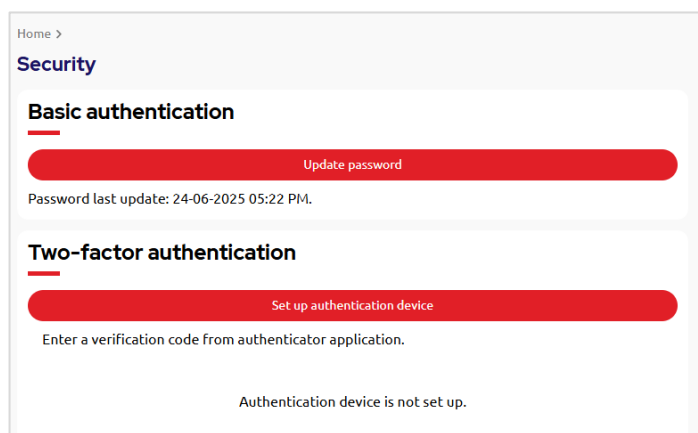 Home >
Security
Basic authentication
Update password
Password last update: 24-06-2025 05:22 PM.
Two-factor authentication
Set up authentication device
Enter a verification code from authenticator application.
Authentication device is not set up.